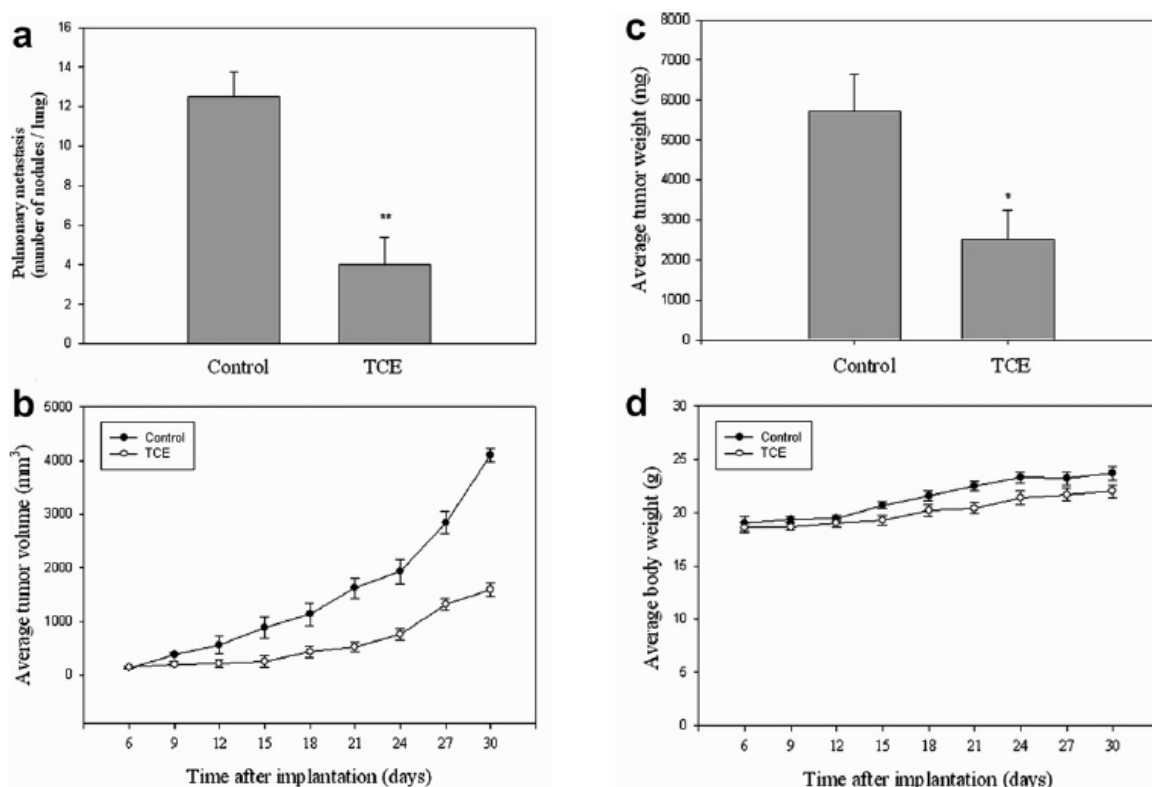 a
16
14
12
10
8
6
4
2
0
Pulmonary metastasis
(number of nodules / lung)
**
Control
TCE
c
8000
7000
6000
5000
4000
3000
2000
1000
0
Average tumor weight (mg)
*
Control
TCE
b
5000
4000
3000
2000
1000
0
Average tumor volume (mm³)
Control
TCE
6 9 12 15 18 21 24 27 30
Time after implantation (days)
d
30
25
20
15
10
5
0
Average body weight (g)
Control
TCE
6 9 12 15 18 21 24 27 30
Time after implantation (days)